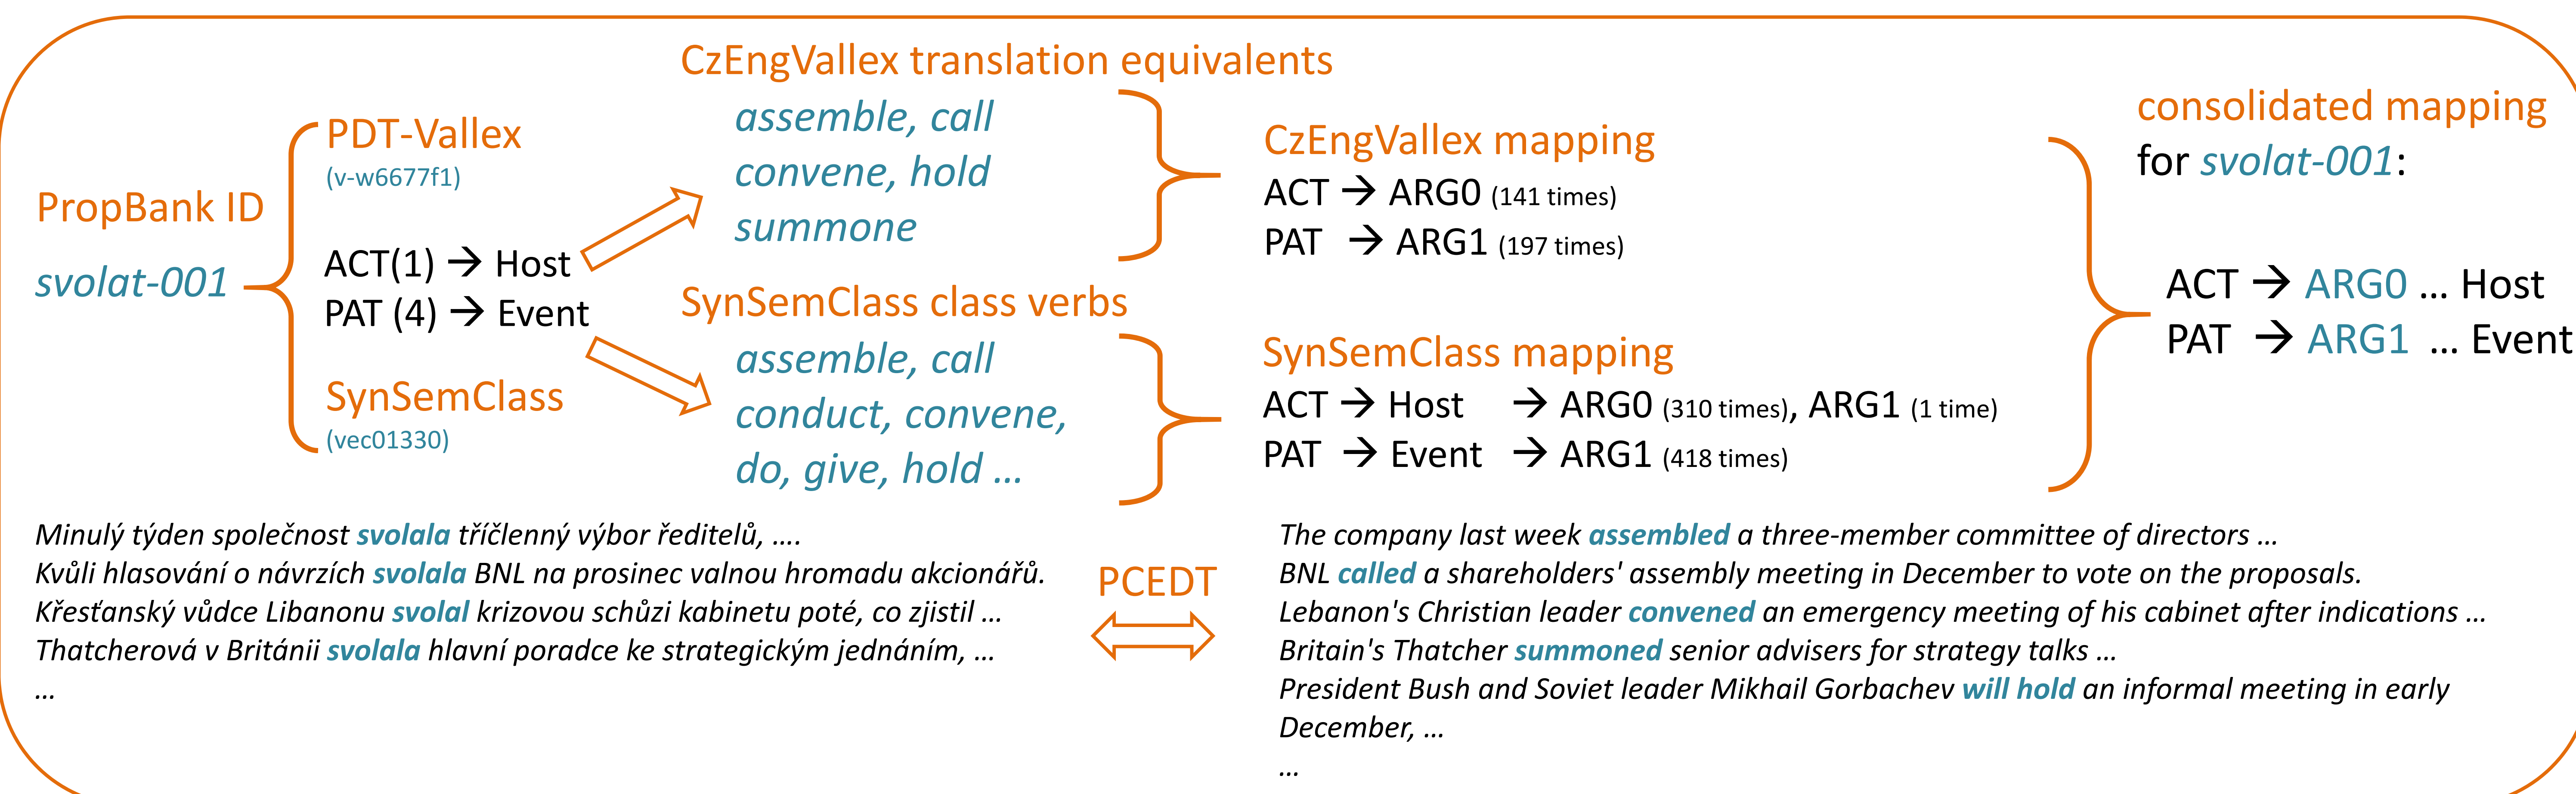 PropBank ID
svolat-001
PDT-Vallex
(v-w6677f1)
ACT(1) → Host
PAT (4) → Event
SynSemClass
(vec01330)
CzEngVallex translation equivalents
assemble, call
convene, hold
summone
SynSemClass class verbs
assemble, call
conduct, convene,
do, give, hold …
CzEngVallex mapping
ACT → ARG0 (141 times)
PAT → ARG1 (197 times)
SynSemClass mapping
ACT → Host → ARG0 (310 times), ARG1 (1 time)
PAT → Event → ARG1 (418 times)
consolidated mapping
for svolat-001:
ACT → ARG0 … Host
PAT → ARG1 … Event
Minulý týden společnost svolala tříčlenný výbor ředitelů, ….
Kvůli hlasování o návrzích svolala BNL na prosinec valnou hromadu akcionářů.
Křesťanský vůdce Libanonu svolal krizovou schůzi kabinetu poté, co zjistil …
Thatcherová v Británii svolala hlavní poradce ke strategickým jednáním, …
…
PCEDT
The company last week assembled a three-member committee of directors …
BNL called a shareholders' assembly meeting in December to vote on the proposals.
Lebanon's Christian leader convened an emergency meeting of his cabinet after indications …
Britain's Thatcher summoned senior advisers for strategy talks …
President Bush and Soviet leader Mikhail Gorbachev will hold an informal meeting in early
December, …
…